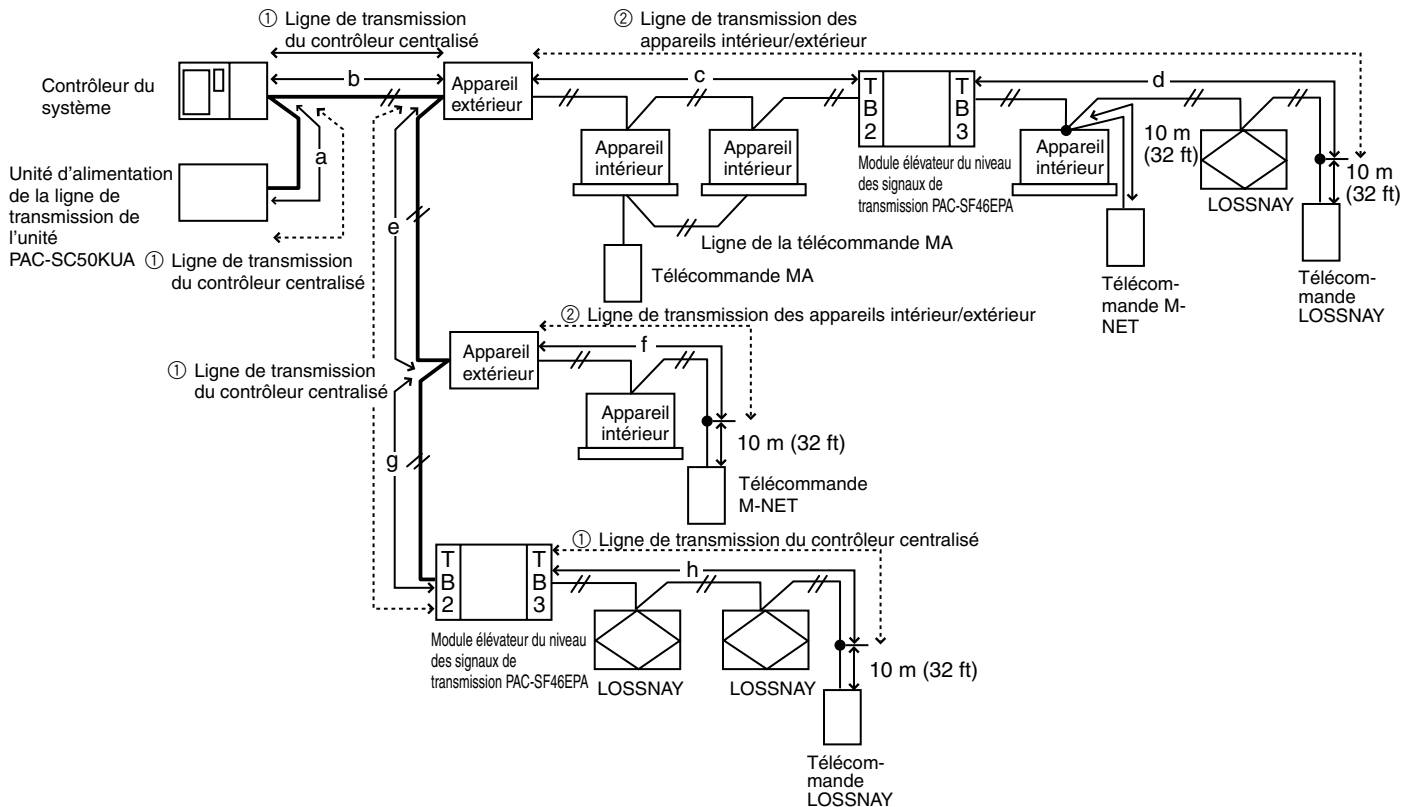 ① Ligne de transmission
du contrôleur centralisé
② Ligne de transmission des
appareils intérieur/extérieur
Contrôleur du
système
b
Appareil
extérieur
c
T
B
2
T
B
3
d
a
Appareil
intérieur
Appareil
intérieur
Appareil
intérieur
10 m
(32 ft)
10 m
(32 ft)
LOSSNAY
Module élévateur du niveau
des signaux de
transmission PAC-SF46EPA
Unité d'alimentation
de la ligne de
transmission de
l'unité
PAC-SC50KUA
① Ligne de transmission
du contrôleur centralisé
e
Ligne de la télécommande MA
Télécommande MA
Télécom-
mande M-
NET
Télécom-
mande
LOSSNAY
② Ligne de transmission des appareils intérieur/extérieur
① Ligne de transmission
du contrôleur centralisé
Appareil
extérieur
f
Appareil
intérieur
10 m (32 ft)
g
Télécommande
M-NET
① Ligne de transmission du contrôleur centralisé
T
B
2
T
B
3
h
Module élévateur du niveau
des signaux de
transmission PAC-SF46EPA
LOSSNAY
LOSSNAY
10 m (32 ft)
Télécom-
mande
LOSSNAY